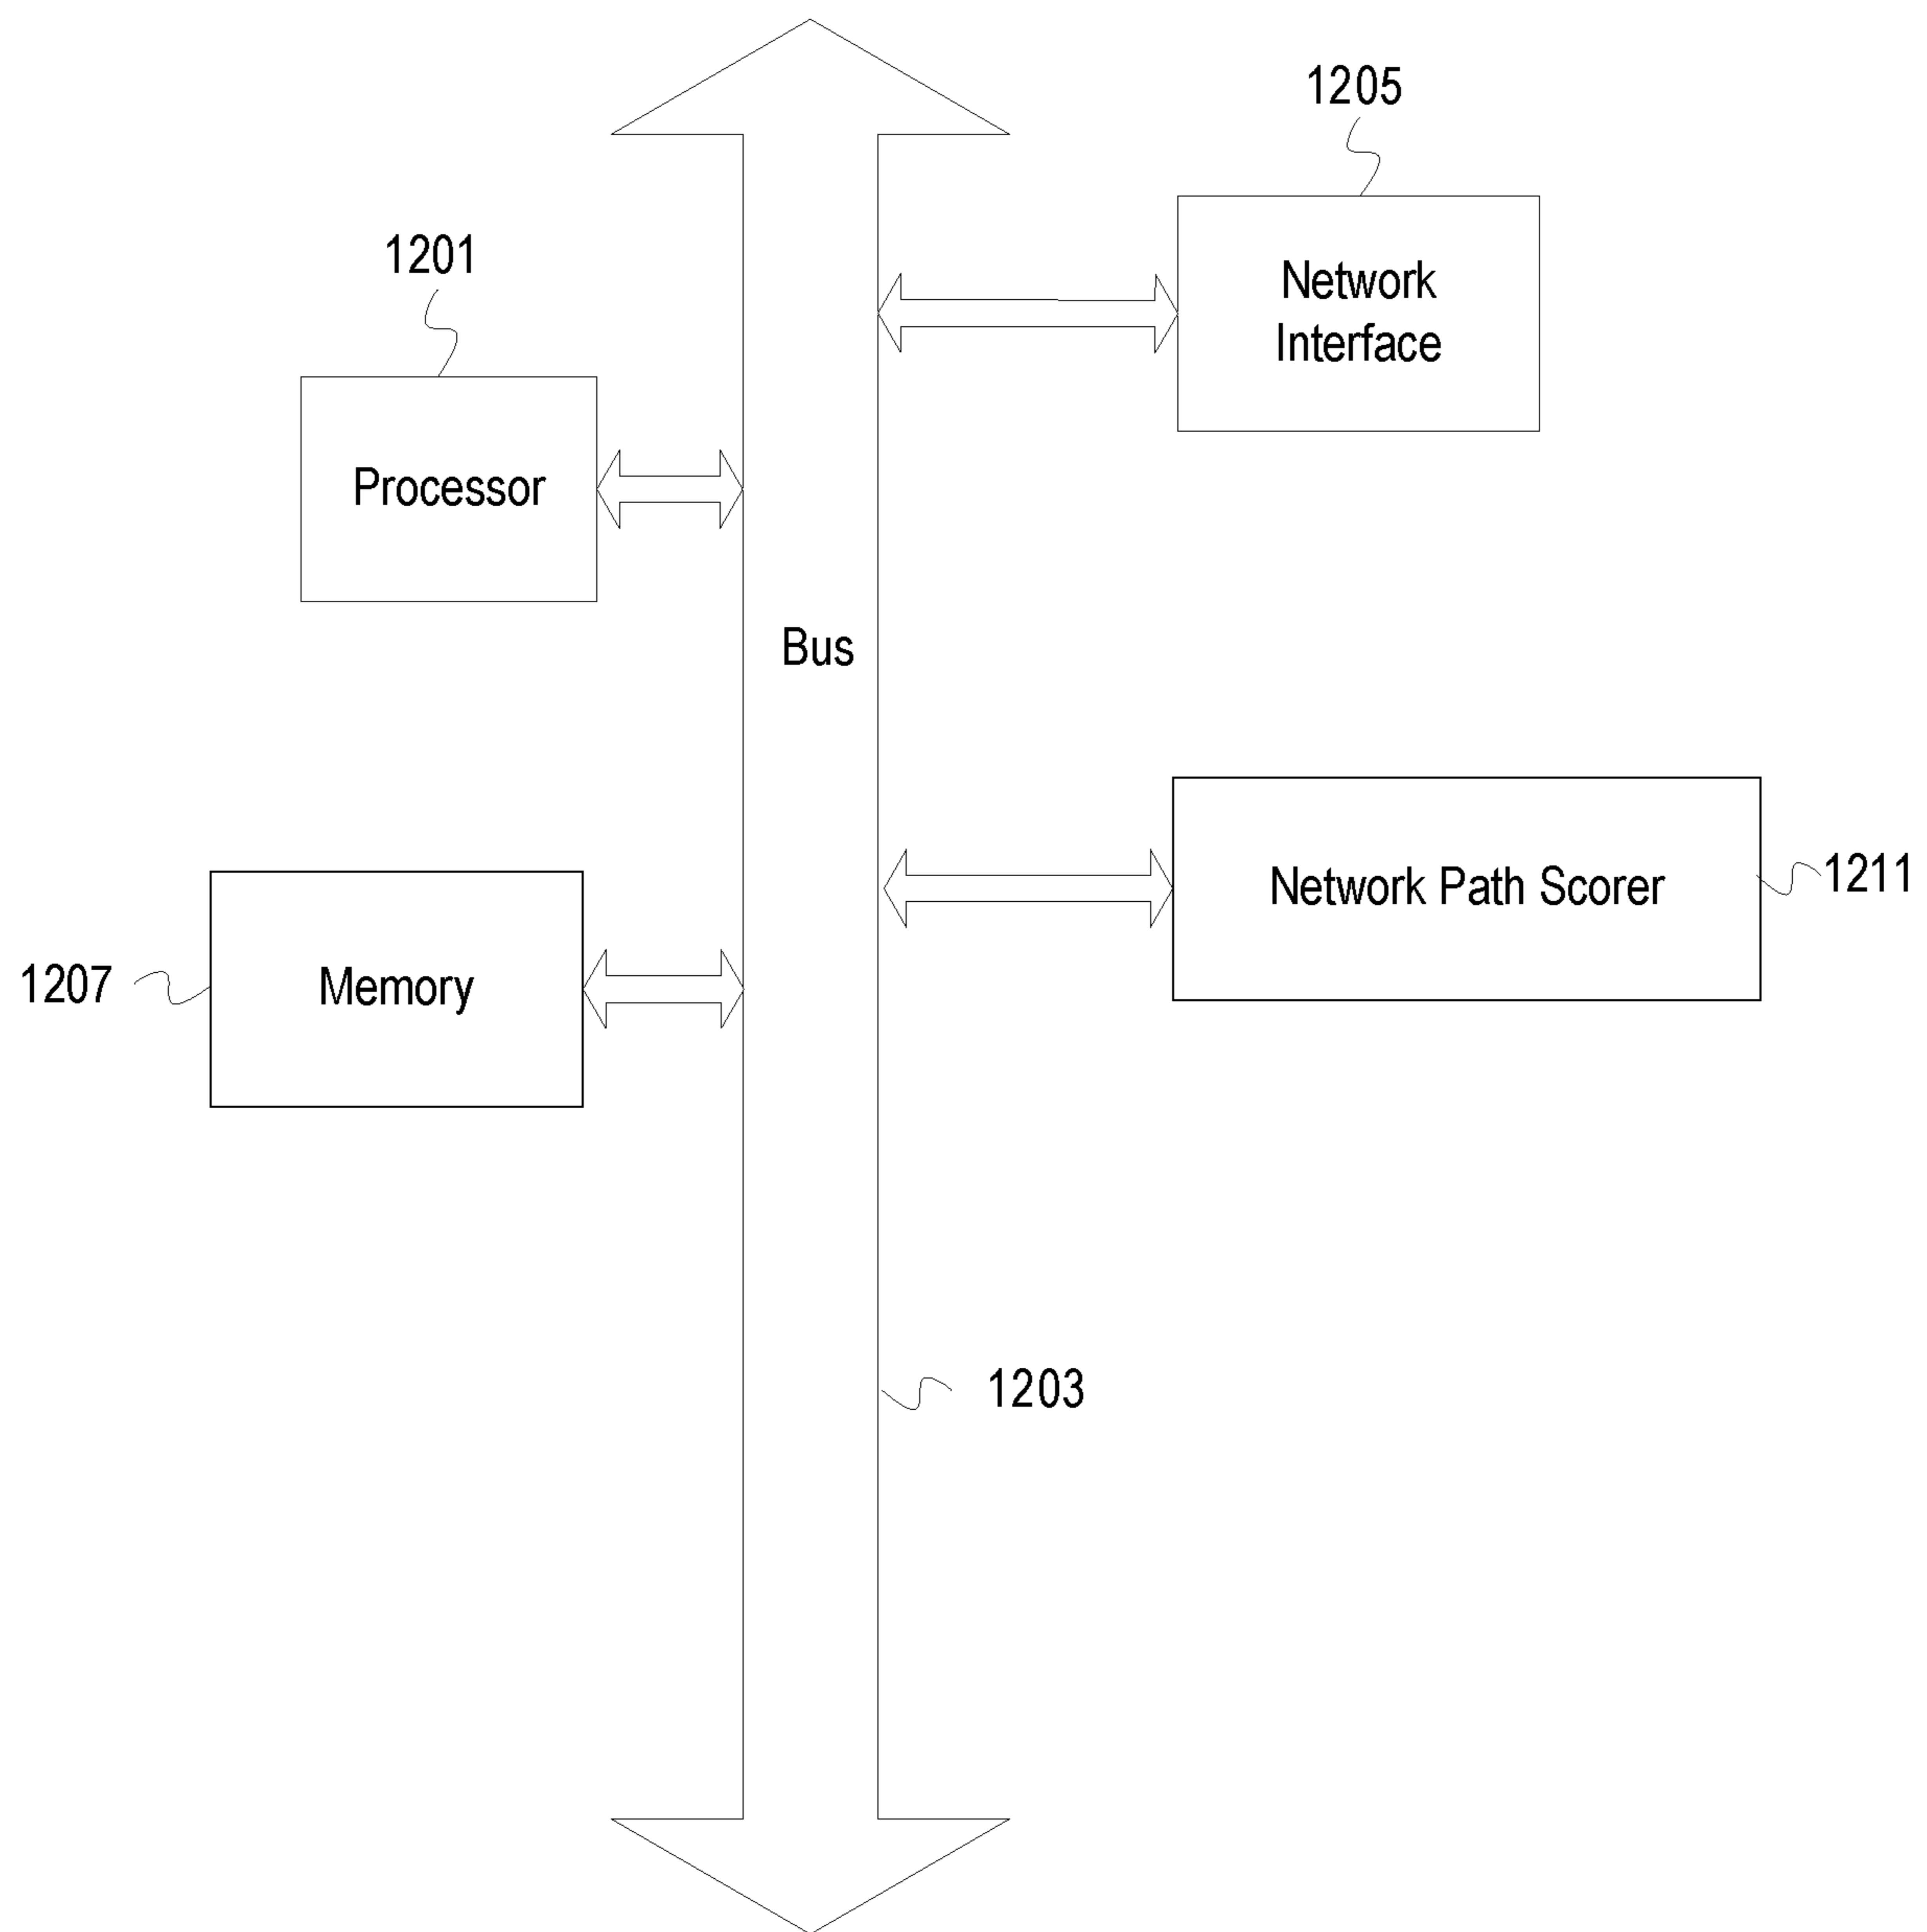 1205
1201
Network
Interface
Processor
Bus
Network Path Scorer
1211
1207
Memory
1203